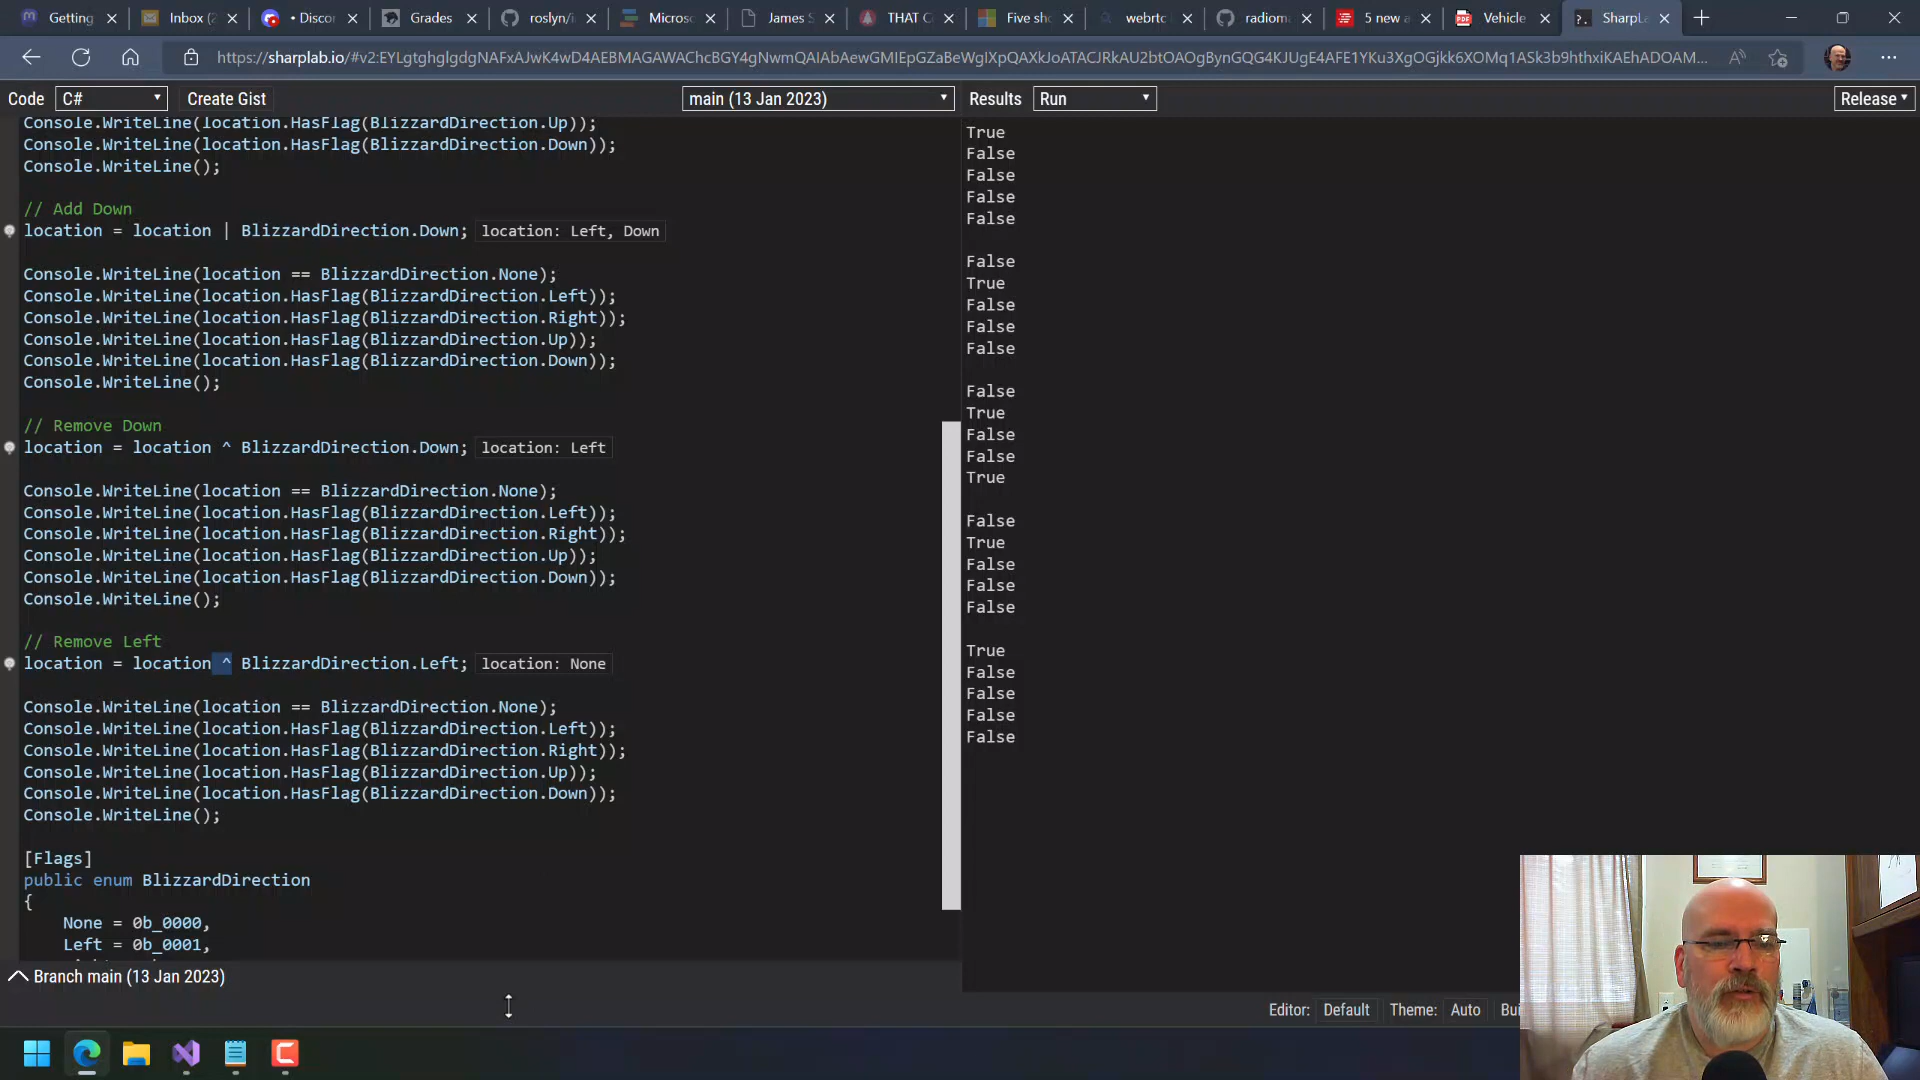 Getting
Inbox (2
• Discor
Grades
roslyn/i
Micros
James S
THAT C
Five sho
webrtc
radioma
5 new a
Vehicle
SharpLa
Code
C#
Create Gist
main (13 Jan 2023)
Results
Run
Release
Console.WriteLine(location.HasFlag(BlizzardDirection.Up));
Console.WriteLine(location.HasFlag(BlizzardDirection.Down));
Console.WriteLine();
// Add Down
location = location | BlizzardDirection.Down; location: Left, Down
Console.WriteLine(location == BlizzardDirection.None);
Console.WriteLine(location.HasFlag(BlizzardDirection.Left));
Console.WriteLine(location.HasFlag(BlizzardDirection.Right));
Console.WriteLine(location.HasFlag(BlizzardDirection.Up));
Console.WriteLine(location.HasFlag(BlizzardDirection.Down));
Console.WriteLine();
// Remove Down
location = location ^ BlizzardDirection.Down; location: Left
Console.WriteLine(location == BlizzardDirection.None);
Console.WriteLine(location.HasFlag(BlizzardDirection.Left));
Console.WriteLine(location.HasFlag(BlizzardDirection.Right));
Console.WriteLine(location.HasFlag(BlizzardDirection.Up));
Console.WriteLine(location.HasFlag(BlizzardDirection.Down));
Console.WriteLine();
// Remove Left
location = location ^ BlizzardDirection.Left; location: None
Console.WriteLine(location == BlizzardDirection.None);
Console.WriteLine(location.HasFlag(BlizzardDirection.Left));
Console.WriteLine(location.HasFlag(BlizzardDirection.Right));
Console.WriteLine(location.HasFlag(BlizzardDirection.Up));
Console.WriteLine(location.HasFlag(BlizzardDirection.Down));
Console.WriteLine();
[Flags]
public enum BlizzardDirection
{
None = 0b_0000,
Left = 0b_0001,
True
False
False
False
False
False
True
False
False
False
False
True
False
False
True
False
True
False
False
False
True
False
False
False
False
Branch main (13 Jan 2023)
Editor: Default Theme: Auto Bui